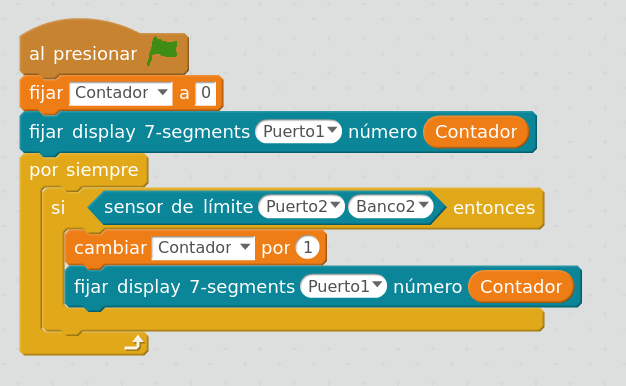 al presionar
fijar Contador a 0
fijar display 7-segments Puerto1 número Contador
por siempre
si sensor de límite Puerto2 Banco2 entonces
cambiar Contador por 1
fijar display 7-segments Puerto1 número Contador